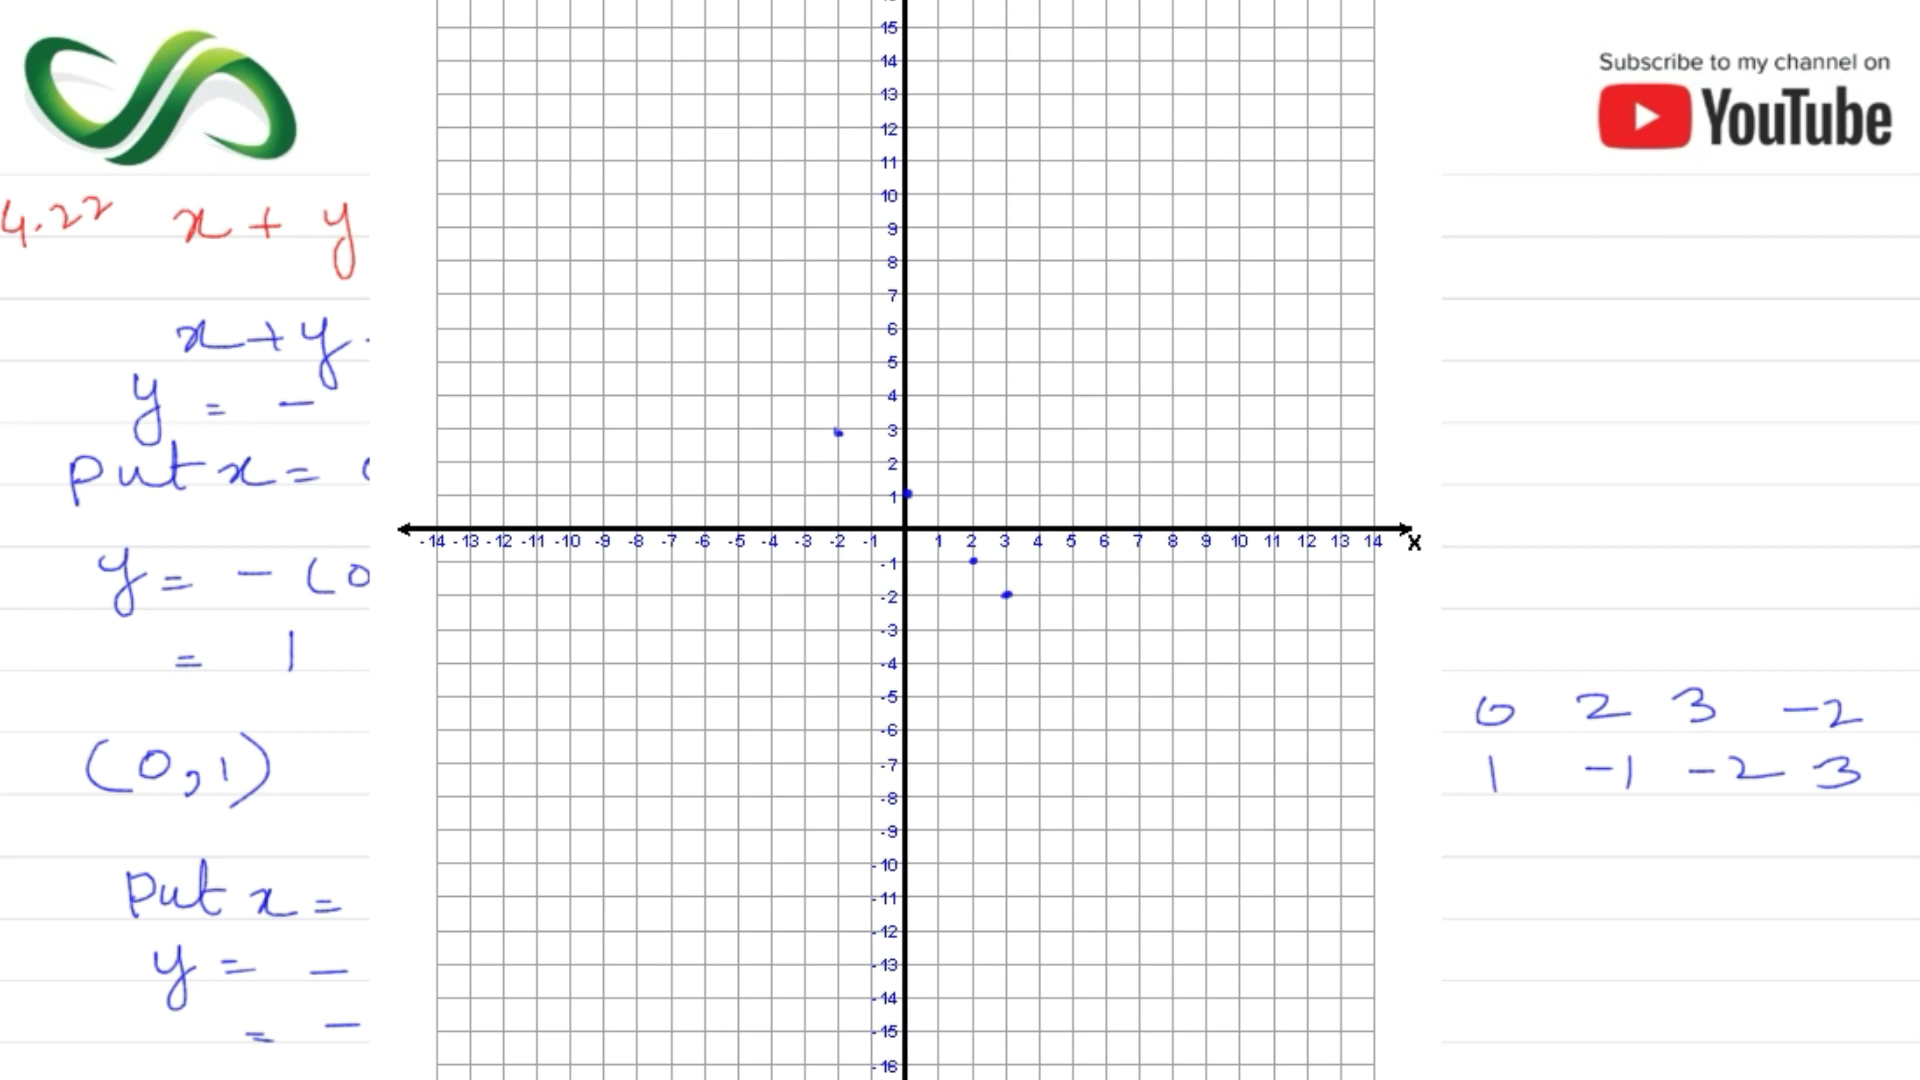 Subscribe to my channel on
YouTube
4.22 x + y
x + y
y = -
put x =
y = - (0
= 1
(0,1)
put x =
y = -
= -
15
14
13
12
11
10
9
8
7
6
5
4
3
2
1
-14 -13 -12 -11 -10 -9 -8 -7 -6 -5 -4 -3 -2 -1 1 2 3 4 5 6 7 8 9 10 11 12 13 14 x
-1
-2
-3
-4
-5
-6
-7
-8
-9
-10
-11
-12
-13
-14
-15
-16
0 2 3 -2
1 -1 -2 3